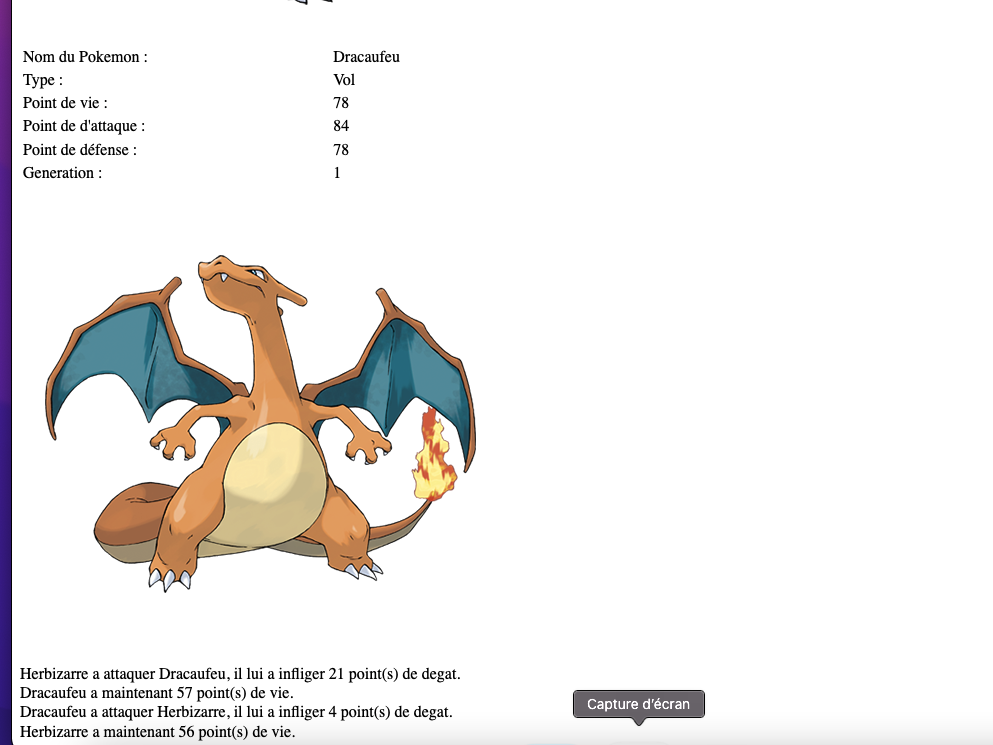 Nom du Pokemon : Dracaufeu
Type : Vol
Point de vie : 78
Point de d'attaque : 84
Point de défense : 78
Generation : 1
Herbizarre a attaquer Dracaufeu, il lui a infliger 21 point(s) de degat.
Dracaufeu a maintenant 57 point(s) de vie.
Dracaufeu a attaquer Herbizarre, il lui a infliger 4 point(s) de degat.
Capture d'écran
Herbizarre a maintenant 56 point(s) de vie.